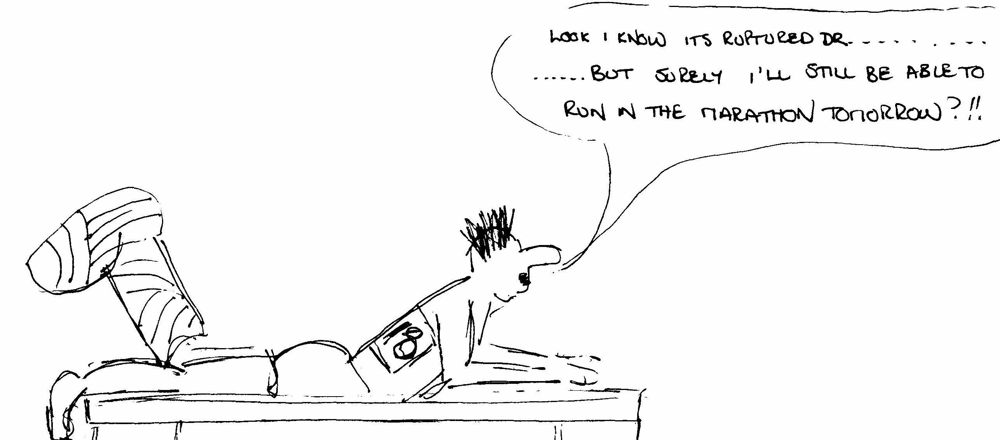 LOOK I KNOW ITS RUPTURED DR..........
......BUT SURELY I'LL STILL BE ABLE TO
RUN IN THE MARATHON TOMORROW?!!